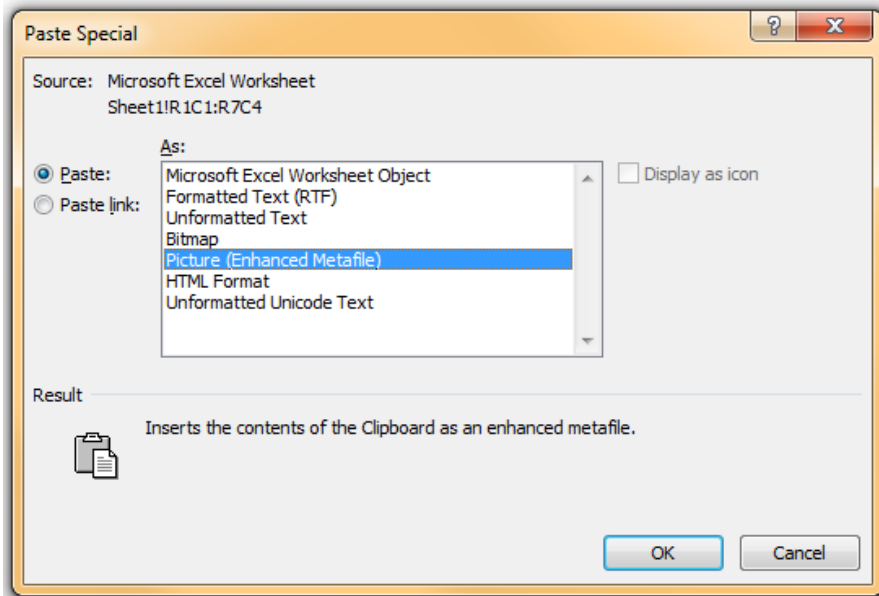 Paste Special
Source: Microsoft Excel Worksheet
Sheet1!R1C1:R7C4
As:
Paste:
Paste link:
Microsoft Excel Worksheet Object
Formatted Text (RTF)
Unformatted Text
Bitmap
Picture (Enhanced Metafile)
HTML Format
Unformatted Unicode Text
Display as icon
Result
Inserts the contents of the Clipboard as an enhanced metafile.
OK Cancel